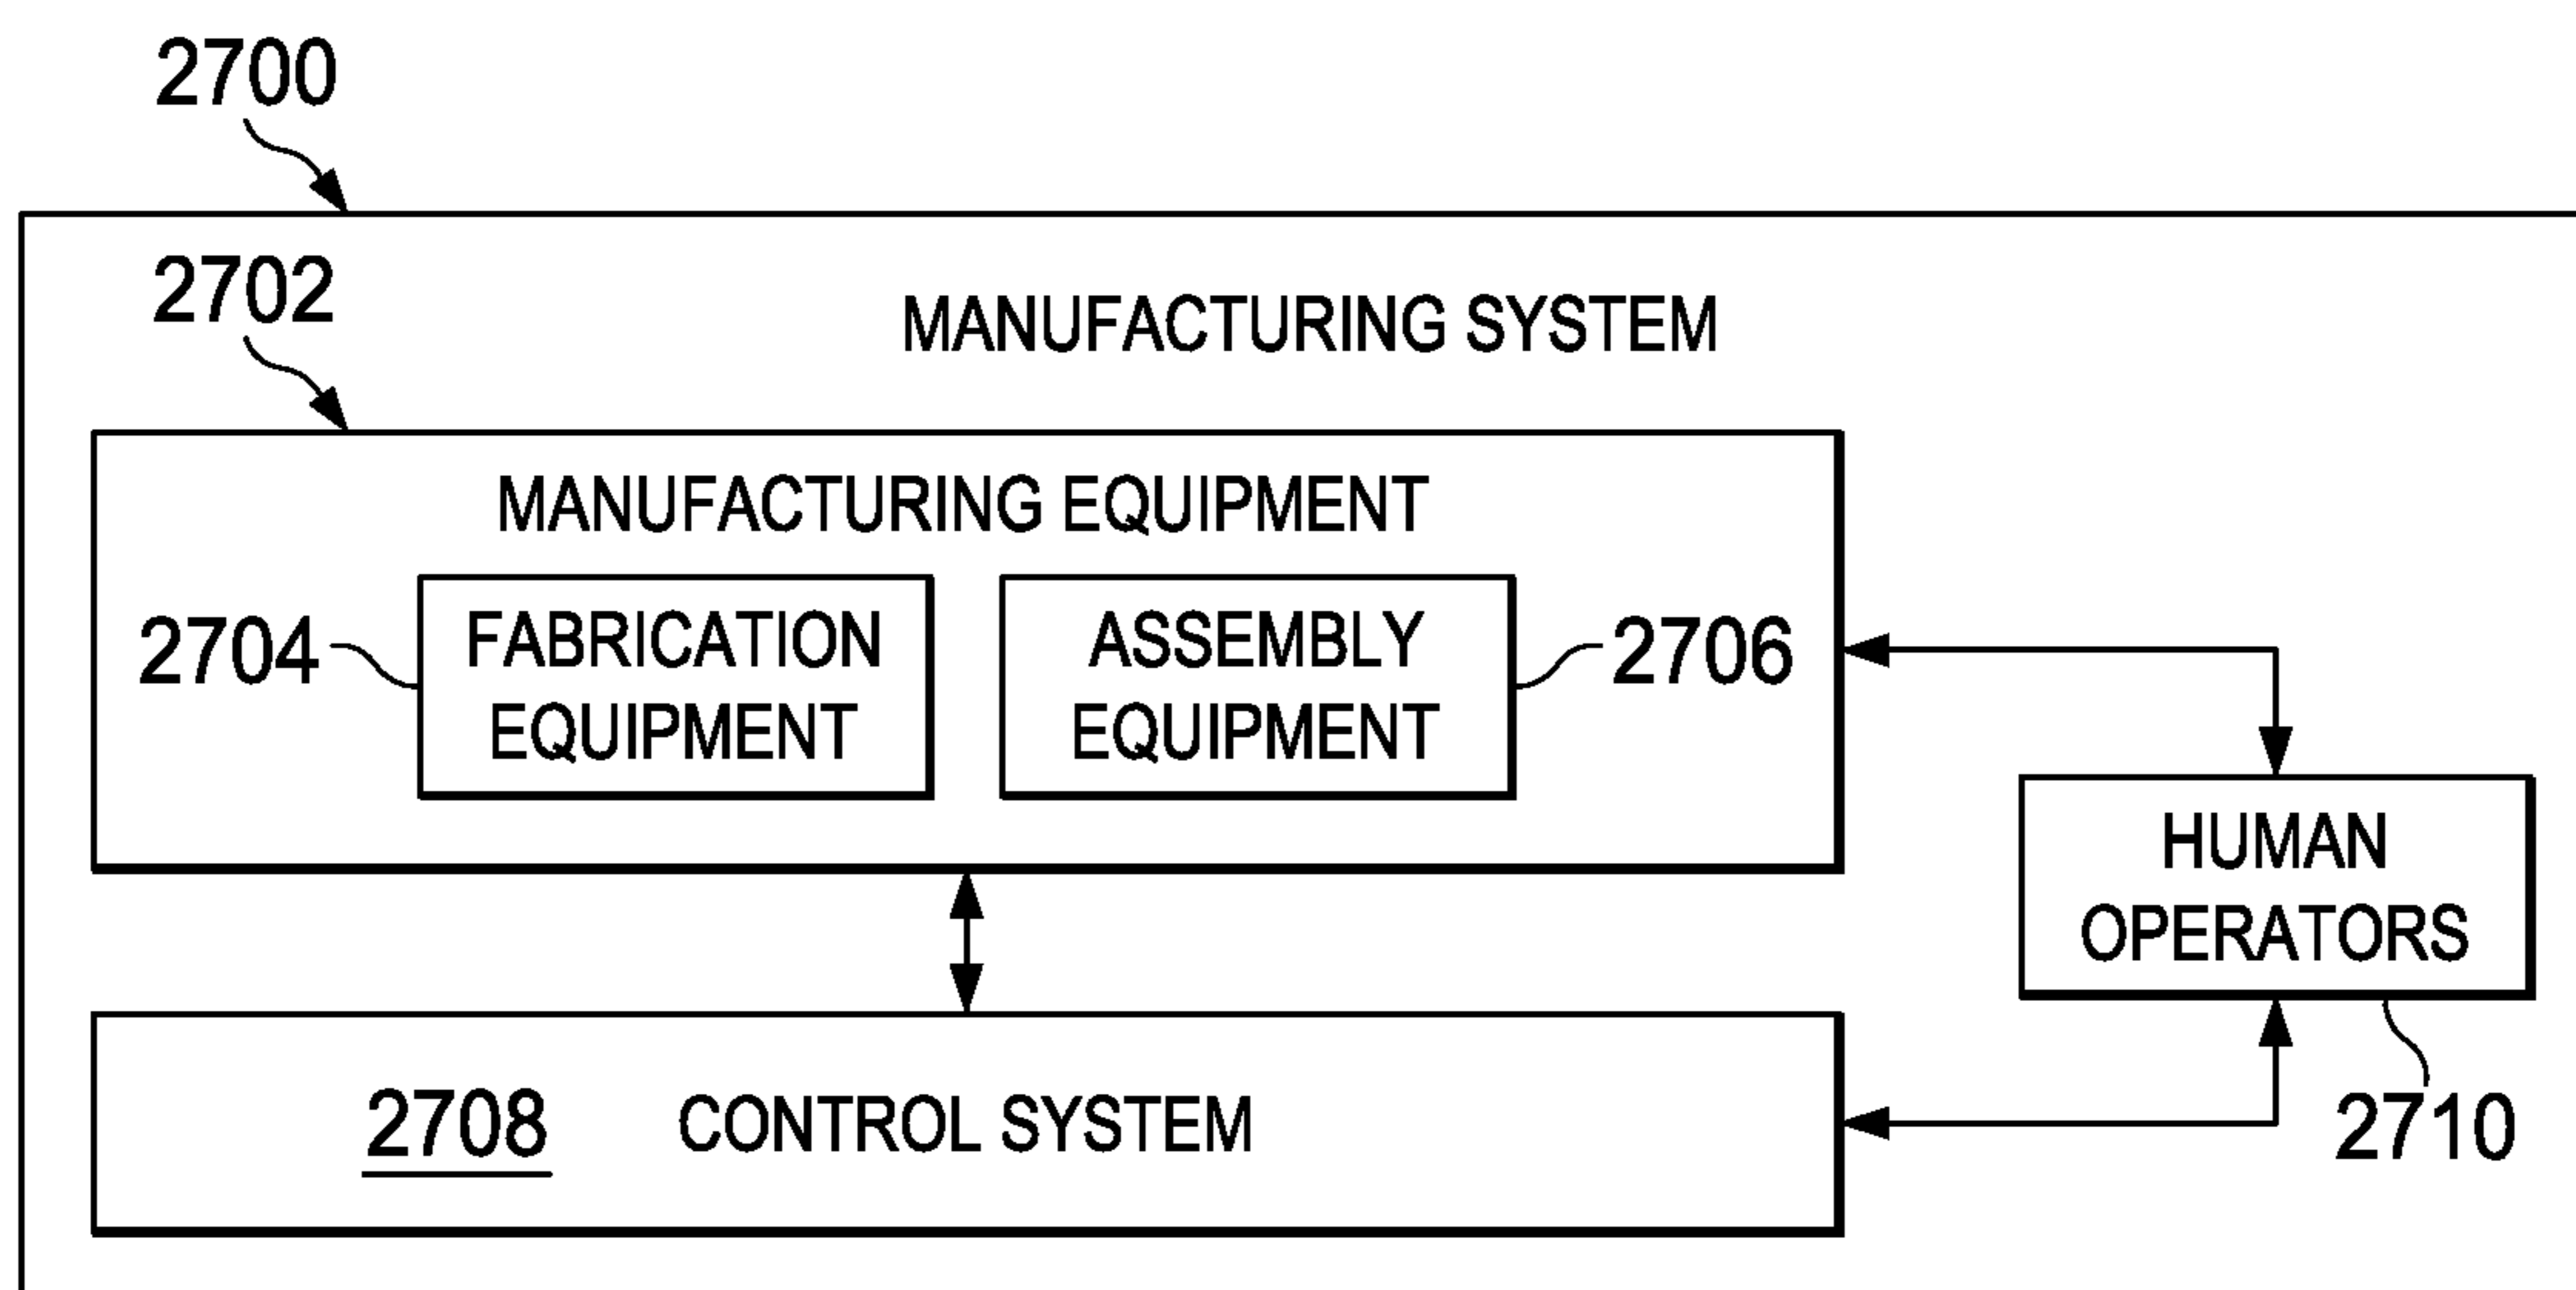 2700
2702
MANUFACTURING SYSTEM
MANUFACTURING EQUIPMENT
2704
FABRICATION
EQUIPMENT
ASSEMBLY
EQUIPMENT
2706
HUMAN
OPERATORS
2708
CONTROL SYSTEM
2710